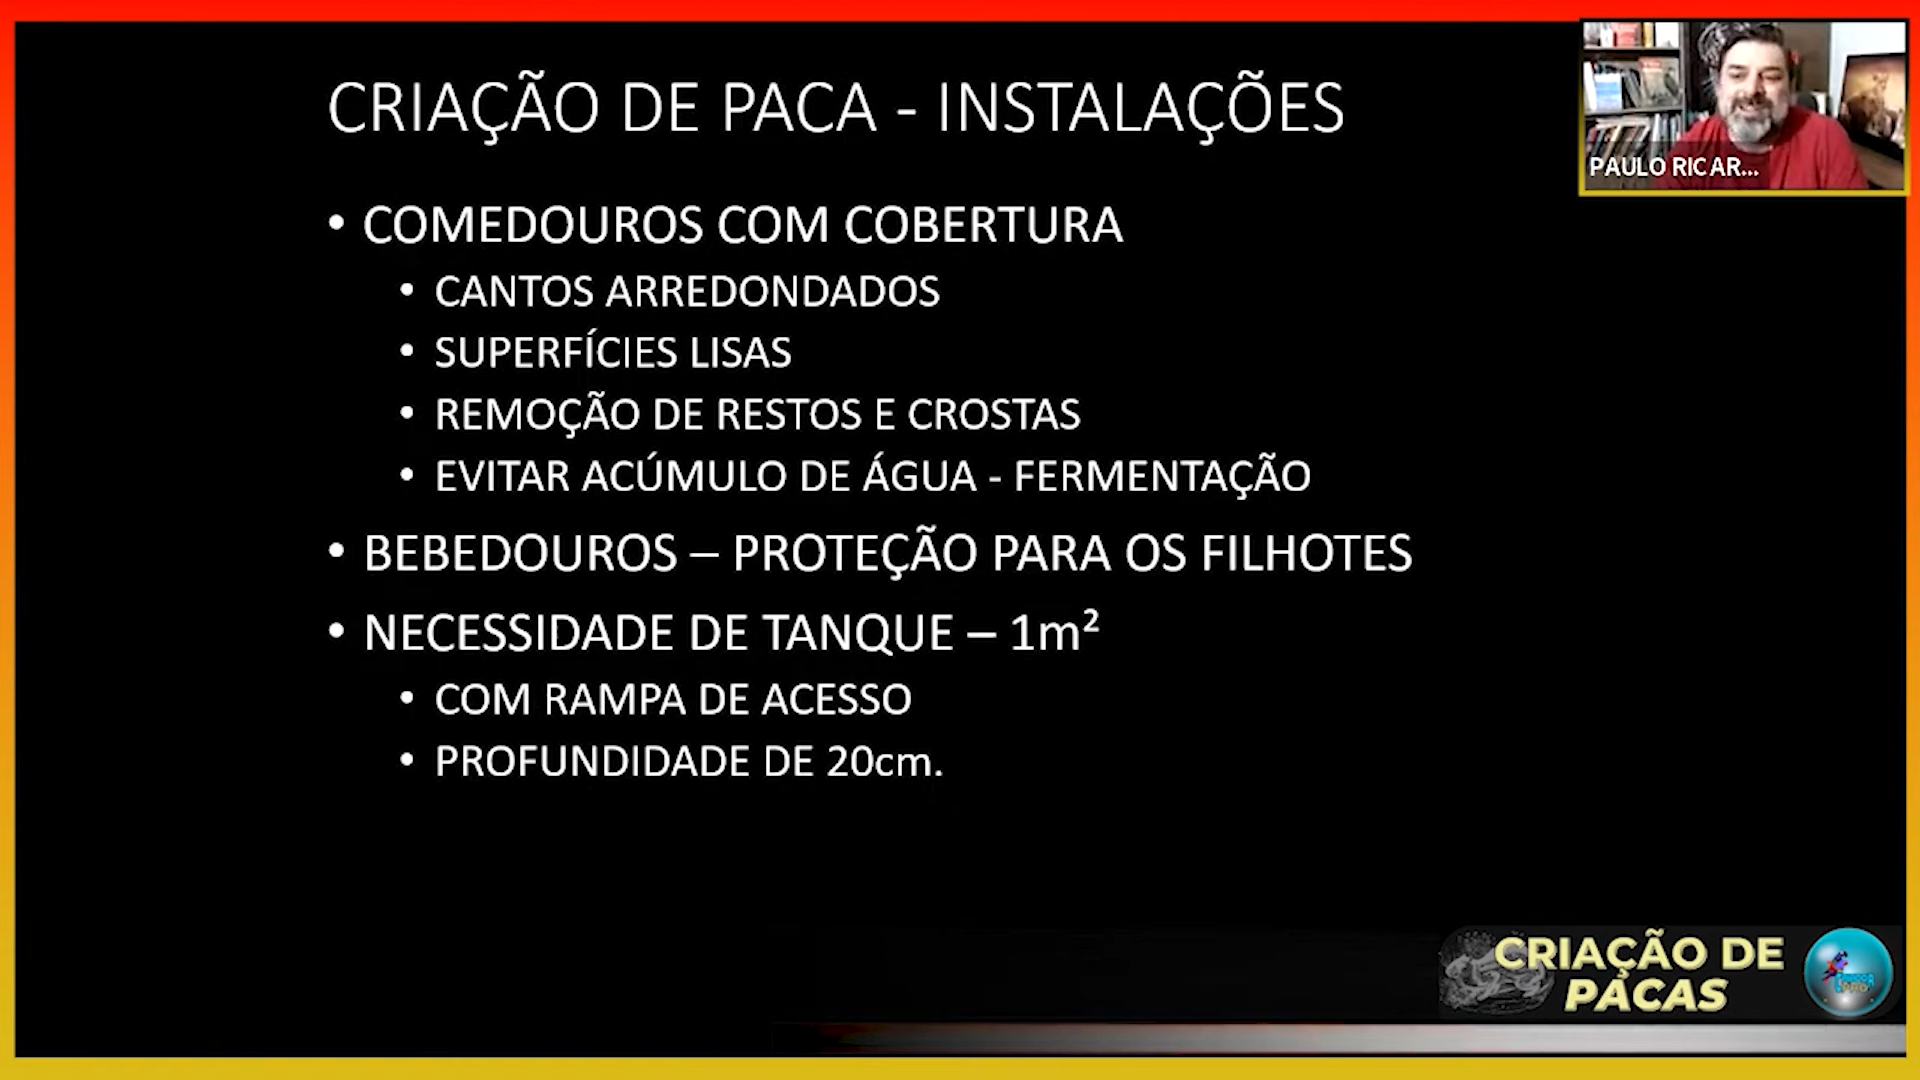 CRIAÇÃO DE PACA - INSTALAÇÕES
PAULO RICAR...
• COMEDOUROS COM COBERTURA
• CANTOS ARREDONDADOS
• SUPERFÍCIES LISAS
• REMOÇÃO DE RESTOS E CROSTAS
• EVITAR ACÚMULO DE ÁGUA - FERMENTAÇÃO
• BEBEDOUROS – PROTEÇÃO PARA OS FILHOTES
• NECESSIDADE DE TANQUE – 1m²
• COM RAMPA DE ACESSO
• PROFUNDIDADE DE 20cm.
CRIAÇÃO DE
PACAS